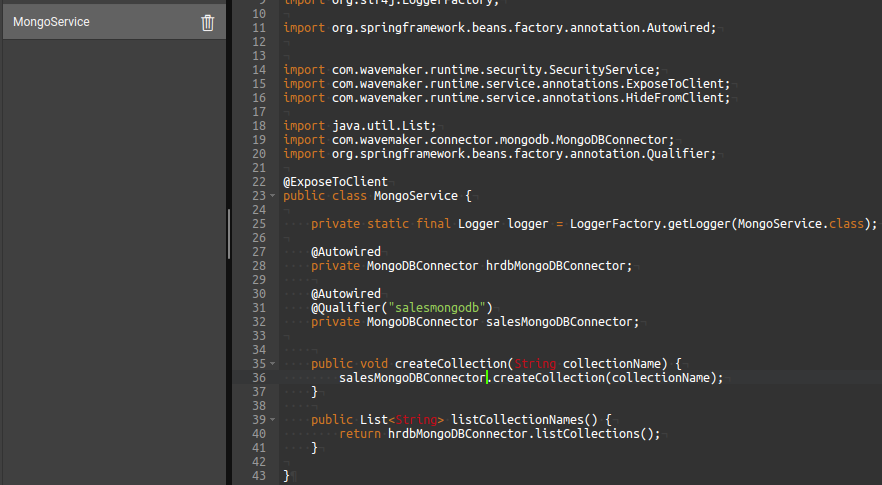 MongoService
9 import org.slf4j.LoggerFactory;
10
11 import org.springframework.beans.factory.annotation.Autowired;
12
13
14 import com.wavemaker.runtime.security.SecurityService;
15 import com.wavemaker.runtime.service.annotations.ExposeToClient;
16 import com.wavemaker.runtime.service.annotations.HideFromClient;
17
18 import java.util.List;
19 import com.wavemaker.connector.mongodb.MongoDBConnector;
20 import org.springframework.beans.factory.annotation.Qualifier;
21
22 @ExposeToClient
23 public class MongoService {
24
25 private static final Logger logger = LoggerFactory.getLogger(MongoService.class);
26
27 @Autowired
28 private MongoDBConnector hrdbMongoDBConnector;
29
30 @Autowired
31 @Qualifier("salesmongodb")
32 private MongoDBConnector salesMongoDBConnector;
33
34
35 public void createCollection(String collectionName) {
36 salesMongoDBConnector.createCollection(collectionName);
37 }
38
39 public List<String> listCollectionNames() {
40 return hrdbMongoDBConnector.listCollections();
41 }
42
43 }